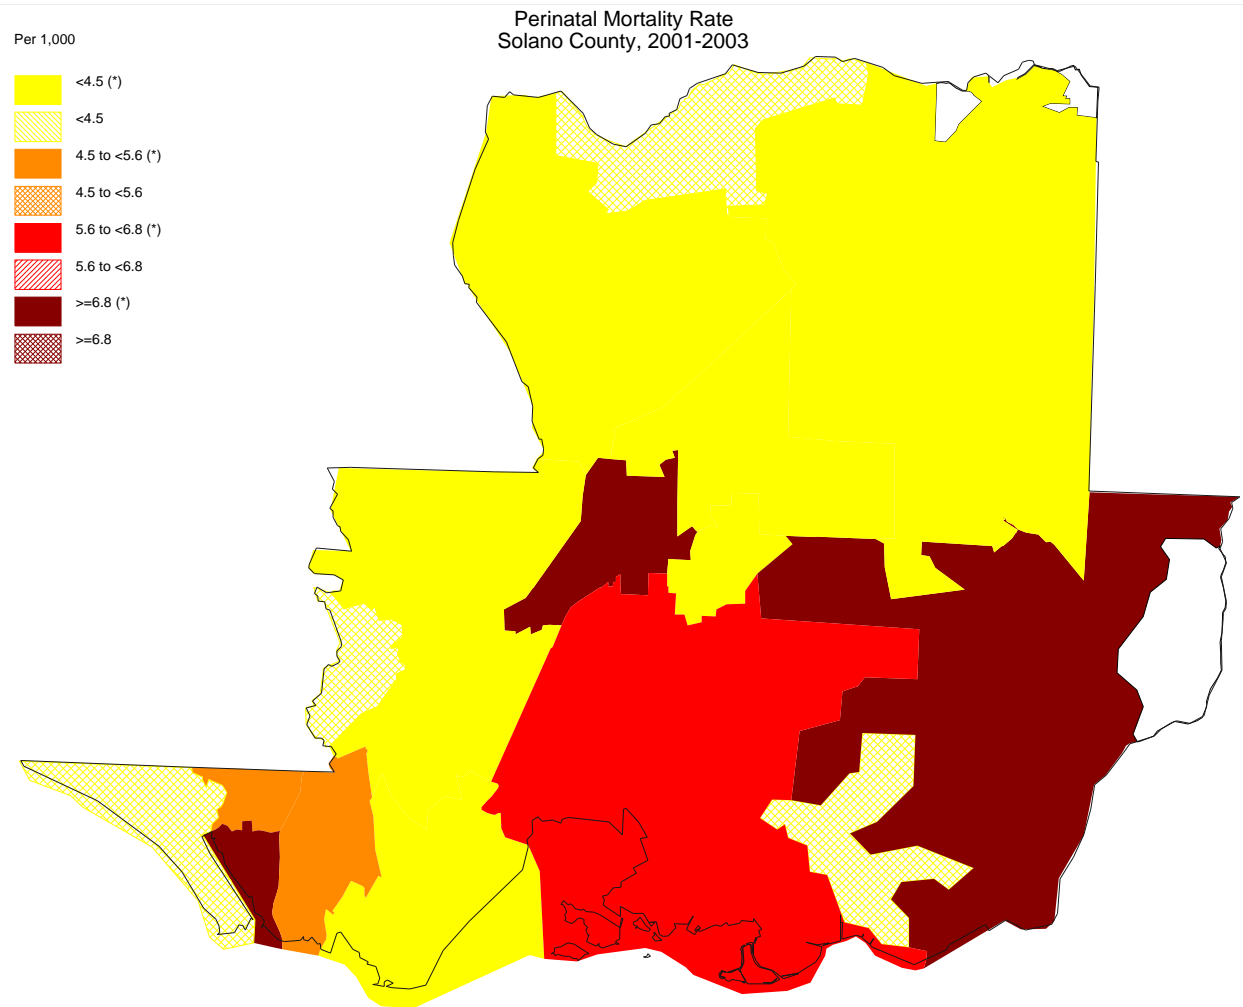 Perinatal Mortality Rate
Solano County, 2001-2003
Per 1,000
<4.5 (*)
<4.5
4.5 to <5.6 (*)
4.5 to <5.6
5.6 to <6.8 (*)
5.6 to <6.8
>=6.8 (*)
>=6.8